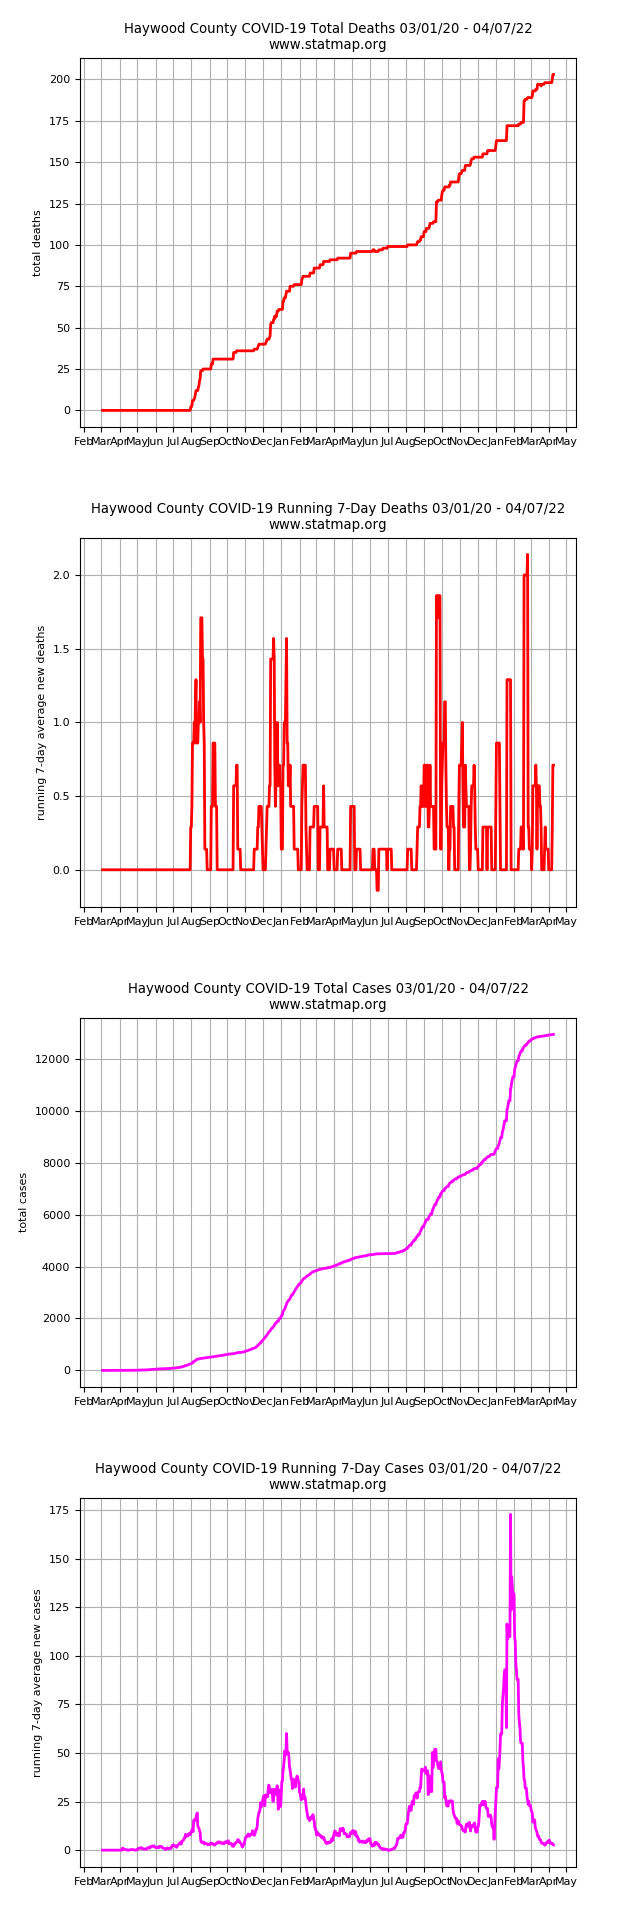 Haywood County COVID-19 Total Deaths 03/01/20 - 04/07/22
www.statmap.org
total deaths
200
175
150
125
100
75
50
25
0
Feb Mar Apr May Jun Jul Aug Sep Oct Nov Dec Jan Feb Mar Apr May Jun Jul Aug Sep Oct Nov Dec Jan Feb Mar Apr May
Haywood County COVID-19 Running 7-Day Deaths 03/01/20 - 04/07/22
www.statmap.org
running 7-day average new deaths
2.0
1.5
1.0
0.5
0.0
Feb Mar Apr May Jun Jul Aug Sep Oct Nov Dec Jan Feb Mar Apr May Jun Jul Aug Sep Oct Nov Dec Jan Feb Mar Apr May
Haywood County COVID-19 Total Cases 03/01/20 - 04/07/22
www.statmap.org
total cases
12000
10000
8000
6000
4000
2000
0
Feb Mar Apr May Jun Jul Aug Sep Oct Nov Dec Jan Feb Mar Apr May Jun Jul Aug Sep Oct Nov Dec Jan Feb Mar Apr May
Haywood County COVID-19 Running 7-Day Cases 03/01/20 - 04/07/22
www.statmap.org
running 7-day average new cases
175
150
125
100
75
50
25
0
Feb Mar Apr May Jun Jul Aug Sep Oct Nov Dec Jan Feb Mar Apr May Jun Jul Aug Sep Oct Nov Dec Jan Feb Mar Apr May